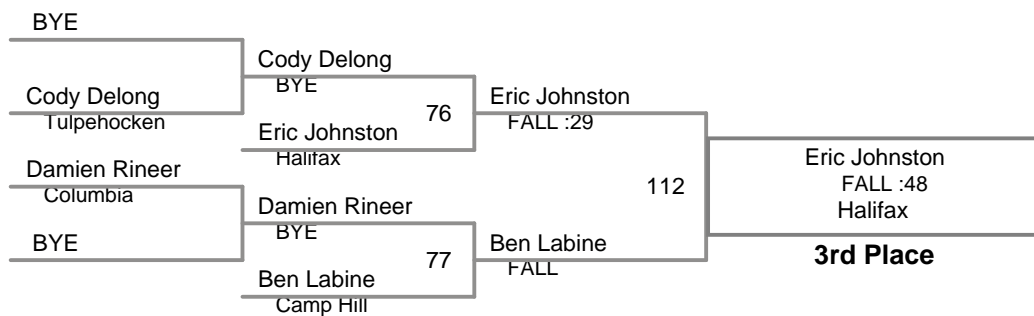 BYE
Cody Delong
Tulpehocken
Damien Rineer
Columbia
BYE
Cody Delong
BYE
76
Eric Johnston
Halifax
Damien Rineer
BYE
77
Ben Labine
Camp Hill
Eric Johnston
FALL :29
112
Ben Labine
FALL
Eric Johnston
FALL :48
Halifax
3rd Place